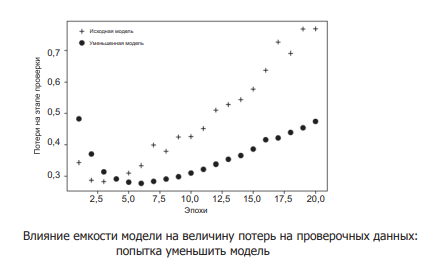 Исходная модель
Уменьшенная модель
Потери на этапе проверки
0,7
0,6
0,5
0,4
0,3
2,5 5,0 7,5 10,0 12,5 15,0 17,5 20,0
Эпохи
Влияние емкости модели на величину потерь на проверочных данных:
попытка уменьшить модель